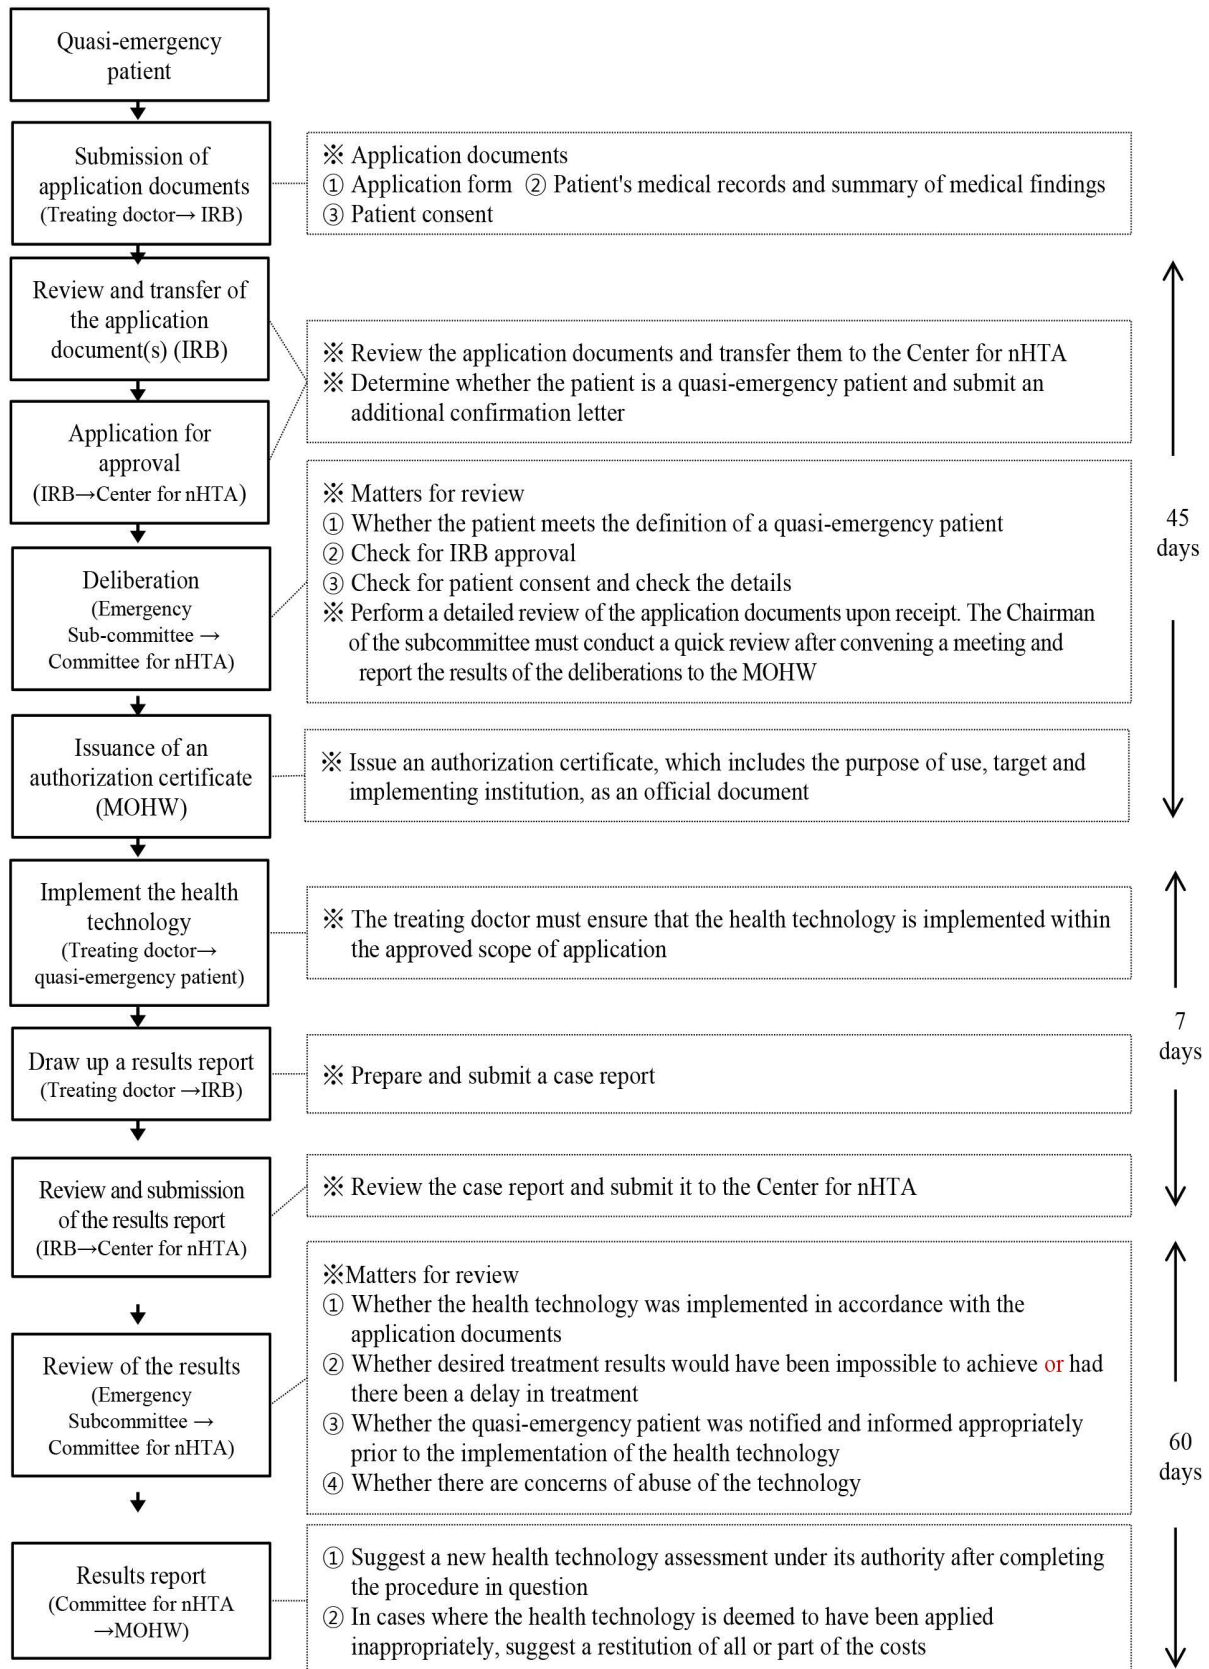 Quasi-emergency
patient
Submission of
application documents
(Treating doctor→ IRB)
※ Application documents
① Application form ② Patient's medical records and summary of medical findings
③ Patient consent
Review and transfer of
the application
document(s) (IRB)
※ Review the application documents and transfer them to the Center for nHTA
※ Determine whether the patient is a quasi-emergency patient and submit an
additional confirmation letter
Application for
approval
(IRB→Center for nHTA)
※ Matters for review
① Whether the patient meets the definition of a quasi-emergency patient
② Check for IRB approval
③ Check for patient consent and check the details
※ Perform a detailed review of the application documents upon receipt. The Chairman
of the subcommittee must conduct a quick review after convening a meeting and
report the results of the deliberations to the MOHW
45
days
Deliberation
(Emergency
Sub-committee →
Committee for nHTA)
Issuance of an
authorization certificate
(MOHW)
※ Issue an authorization certificate, which includes the purpose of use, target and
implementing institution, as an official document
Implement the health
technology
(Treating doctor→
quasi-emergency patient)
※ The treating doctor must ensure that the health technology is implemented within
the approved scope of application
7
days
Draw up a results report
(Treating doctor →IRB)
※ Prepare and submit a case report
Review and submission
of the results report
(IRB→Center for nHTA)
※ Review the case report and submit it to the Center for nHTA
Review of the results
(Emergency
Subcommittee →
Committee for nHTA)
※Matters for review
① Whether the health technology was implemented in accordance with the
application documents
② Whether desired treatment results would have been impossible to achieve or had
there been a delay in treatment
③ Whether the quasi-emergency patient was notified and informed appropriately
prior to the implementation of the health technology
④ Whether there are concerns of abuse of the technology
60
days
Results report
(Committee for nHTA
→MOHW)
① Suggest a new health technology assessment under its authority after completing
the procedure in question
② In cases where the health technology is deemed to have been applied
inappropriately, suggest a restitution of all or part of the costs